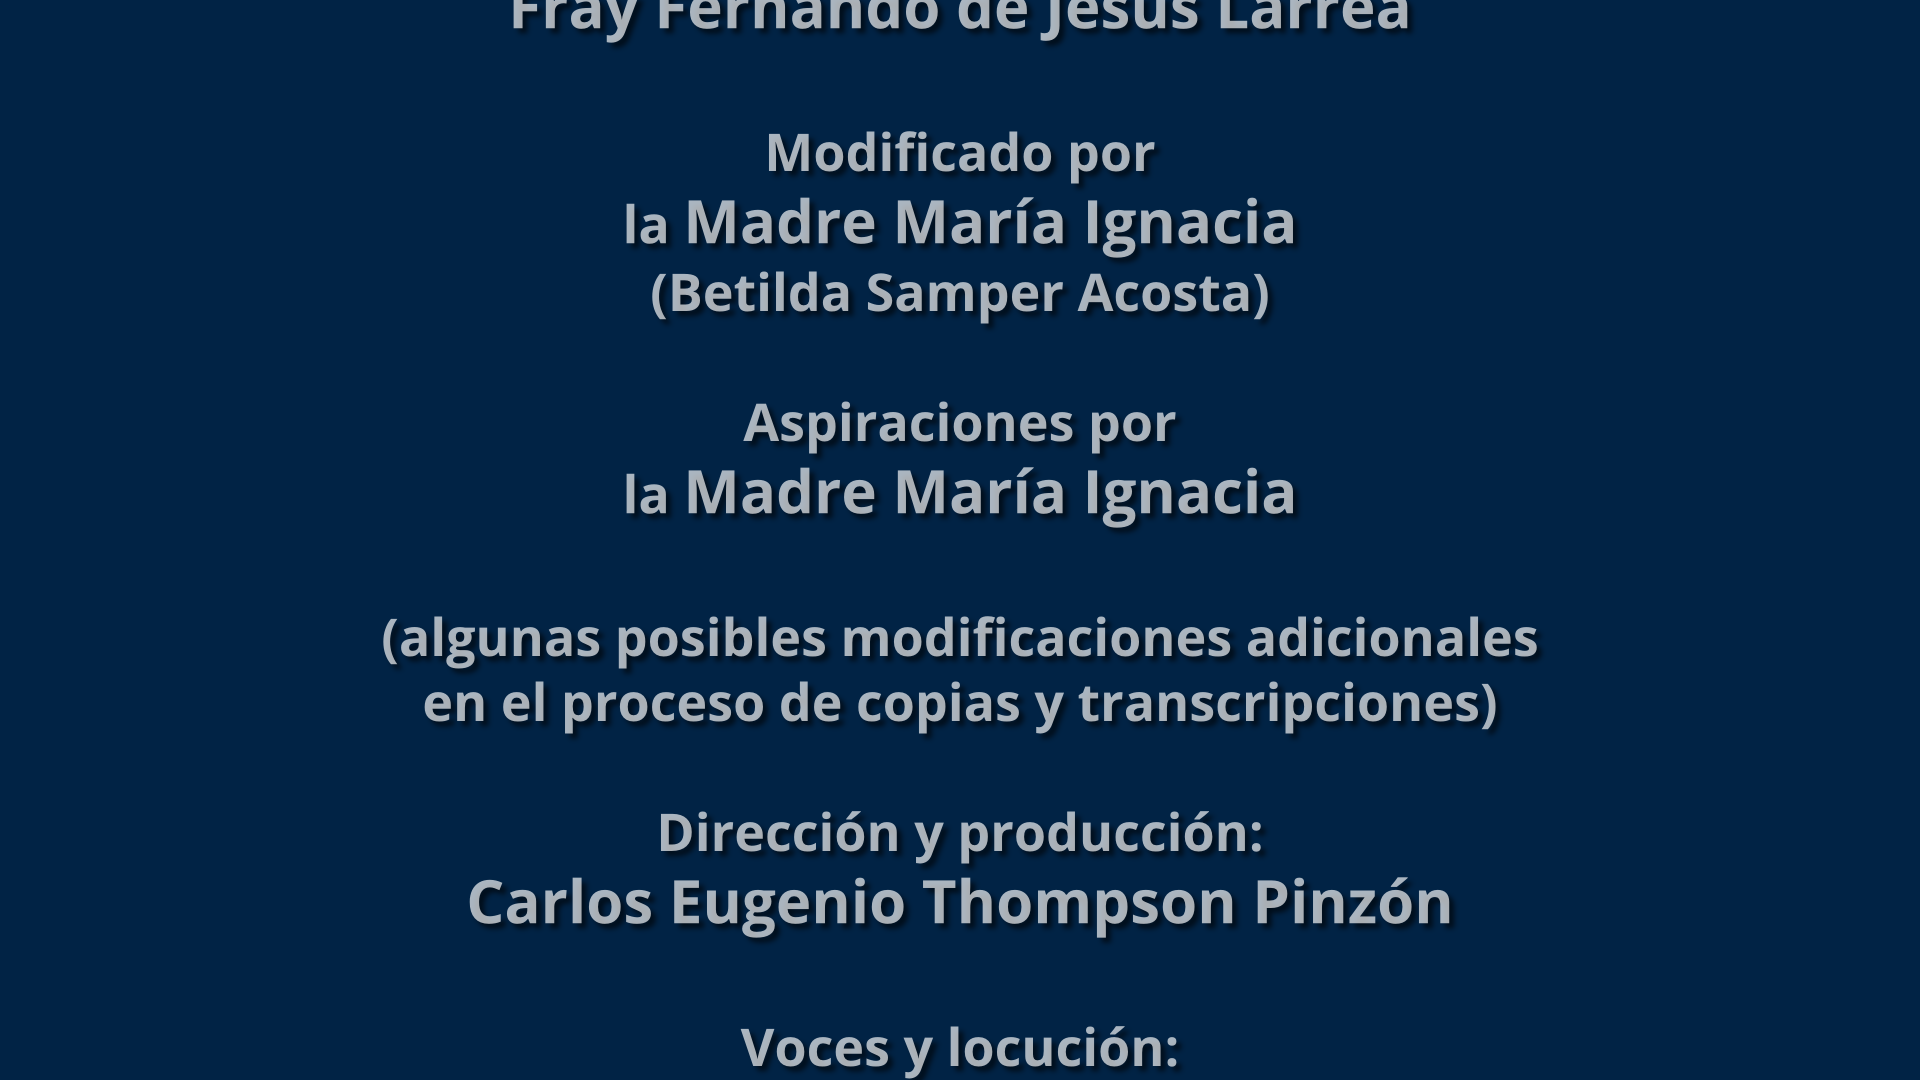 Fray Fernando de Jesús Larrea
Modificado por
la Madre María Ignacia
(Betilda Samper Acosta)
Aspiraciones por
la Madre María Ignacia
(algunas posibles modificaciones adicionales
en el proceso de copias y transcripciones)
Dirección y producción:
Carlos Eugenio Thompson Pinzón
Voces y locución: